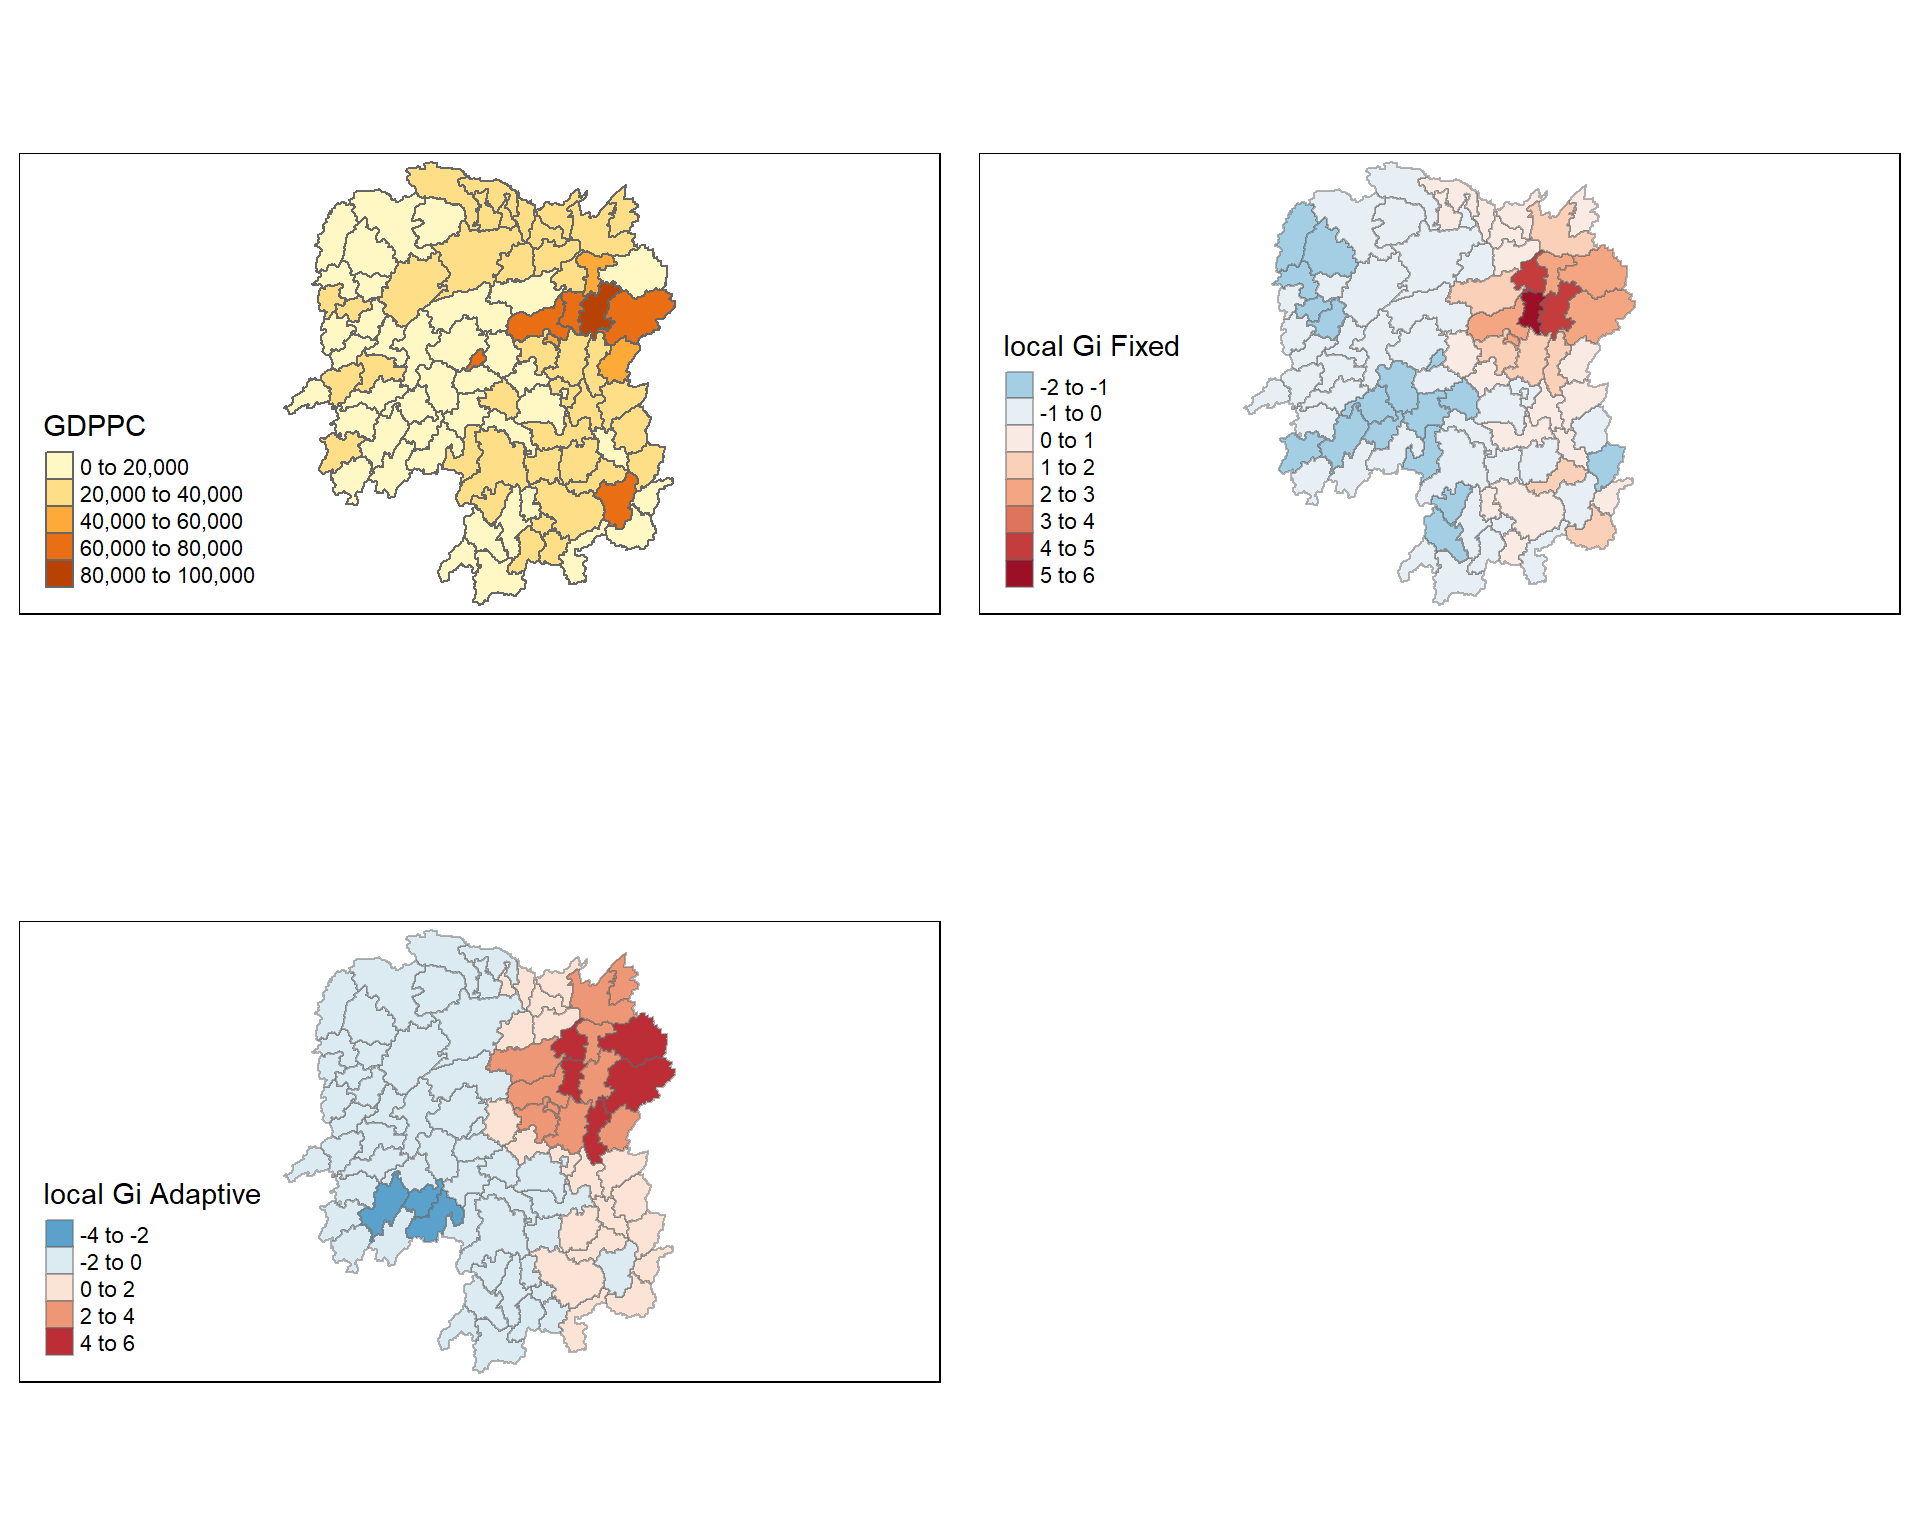 GDPPC
0 to 20,000
20,000 to 40,000
40,000 to 60,000
60,000 to 80,000
80,000 to 100,000
local Gi Fixed
-2 to -1
-1 to 0
0 to 1
1 to 2
2 to 3
3 to 4
4 to 5
5 to 6
local Gi Adaptive
-4 to -2
-2 to 0
0 to 2
2 to 4
4 to 6